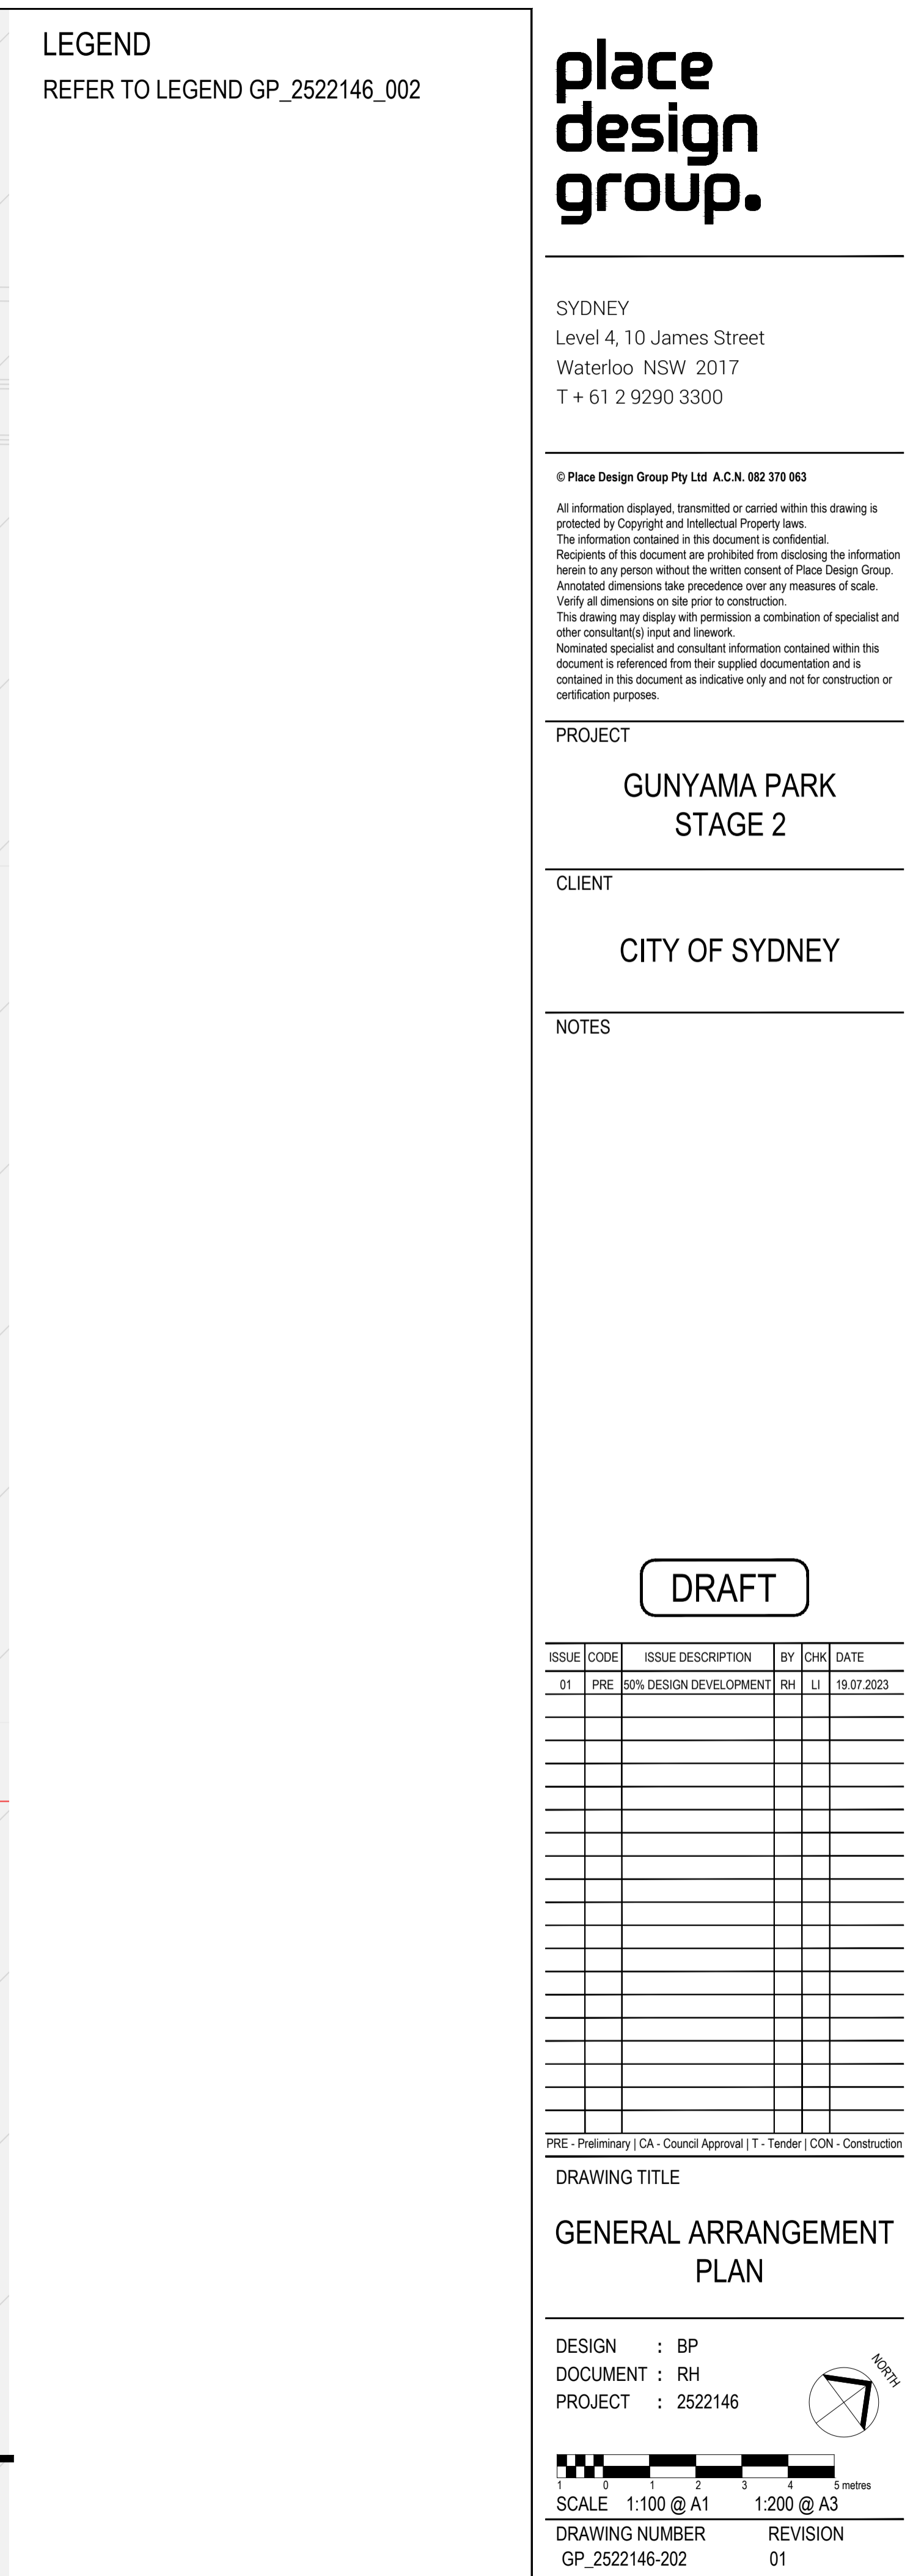 LEGEND
REFER TO LEGEND GP_2522146_002
place
design
group.
SYDNEY
Level 4, 10 James Street
Waterloo NSW 2017
T + 61 2 9290 3300
© Place Design Group Pty Ltd A.C.N. 082 370 063
All information displayed, transmitted or carried within this drawing is
protected by Copyright and Intellectual Property laws.
The information contained in this document is confidential.
Recipients of this document are prohibited from disclosing the information
herein to any person without the written consent of Place Design Group.
Annotated dimensions take precedence over any measures of scale.
Verify all dimensions on site prior to construction.
This drawing may display with permission a combination of specialist and
other consultant(s) input and linework.
Nominated specialist and consultant information contained within this
document is referenced from their supplied documentation and is
contained in this document as indicative only and not for construction or
certification purposes.
PROJECT
GUNYAMA PARK
STAGE 2
CLIENT
CITY OF SYDNEY
NOTES
DRAFT
ISSUE CODE ISSUE DESCRIPTION BY CHK DATE
01 PRE 50% DESIGN DEVELOPMENT RH LI 19.07.2023
PRE - Preliminary | CA - Council Approval | T - Tender | CON - Construction
DRAWING TITLE
GENERAL ARRANGEMENT
PLAN
DESIGN : BP
DOCUMENT : RH
PROJECT : 2522146
NORTH
1 0 1 2 3 4 5 metres
SCALE 1:100 @ A1 1:200 @ A3
DRAWING NUMBER REVISION
GP_2522146-202 01